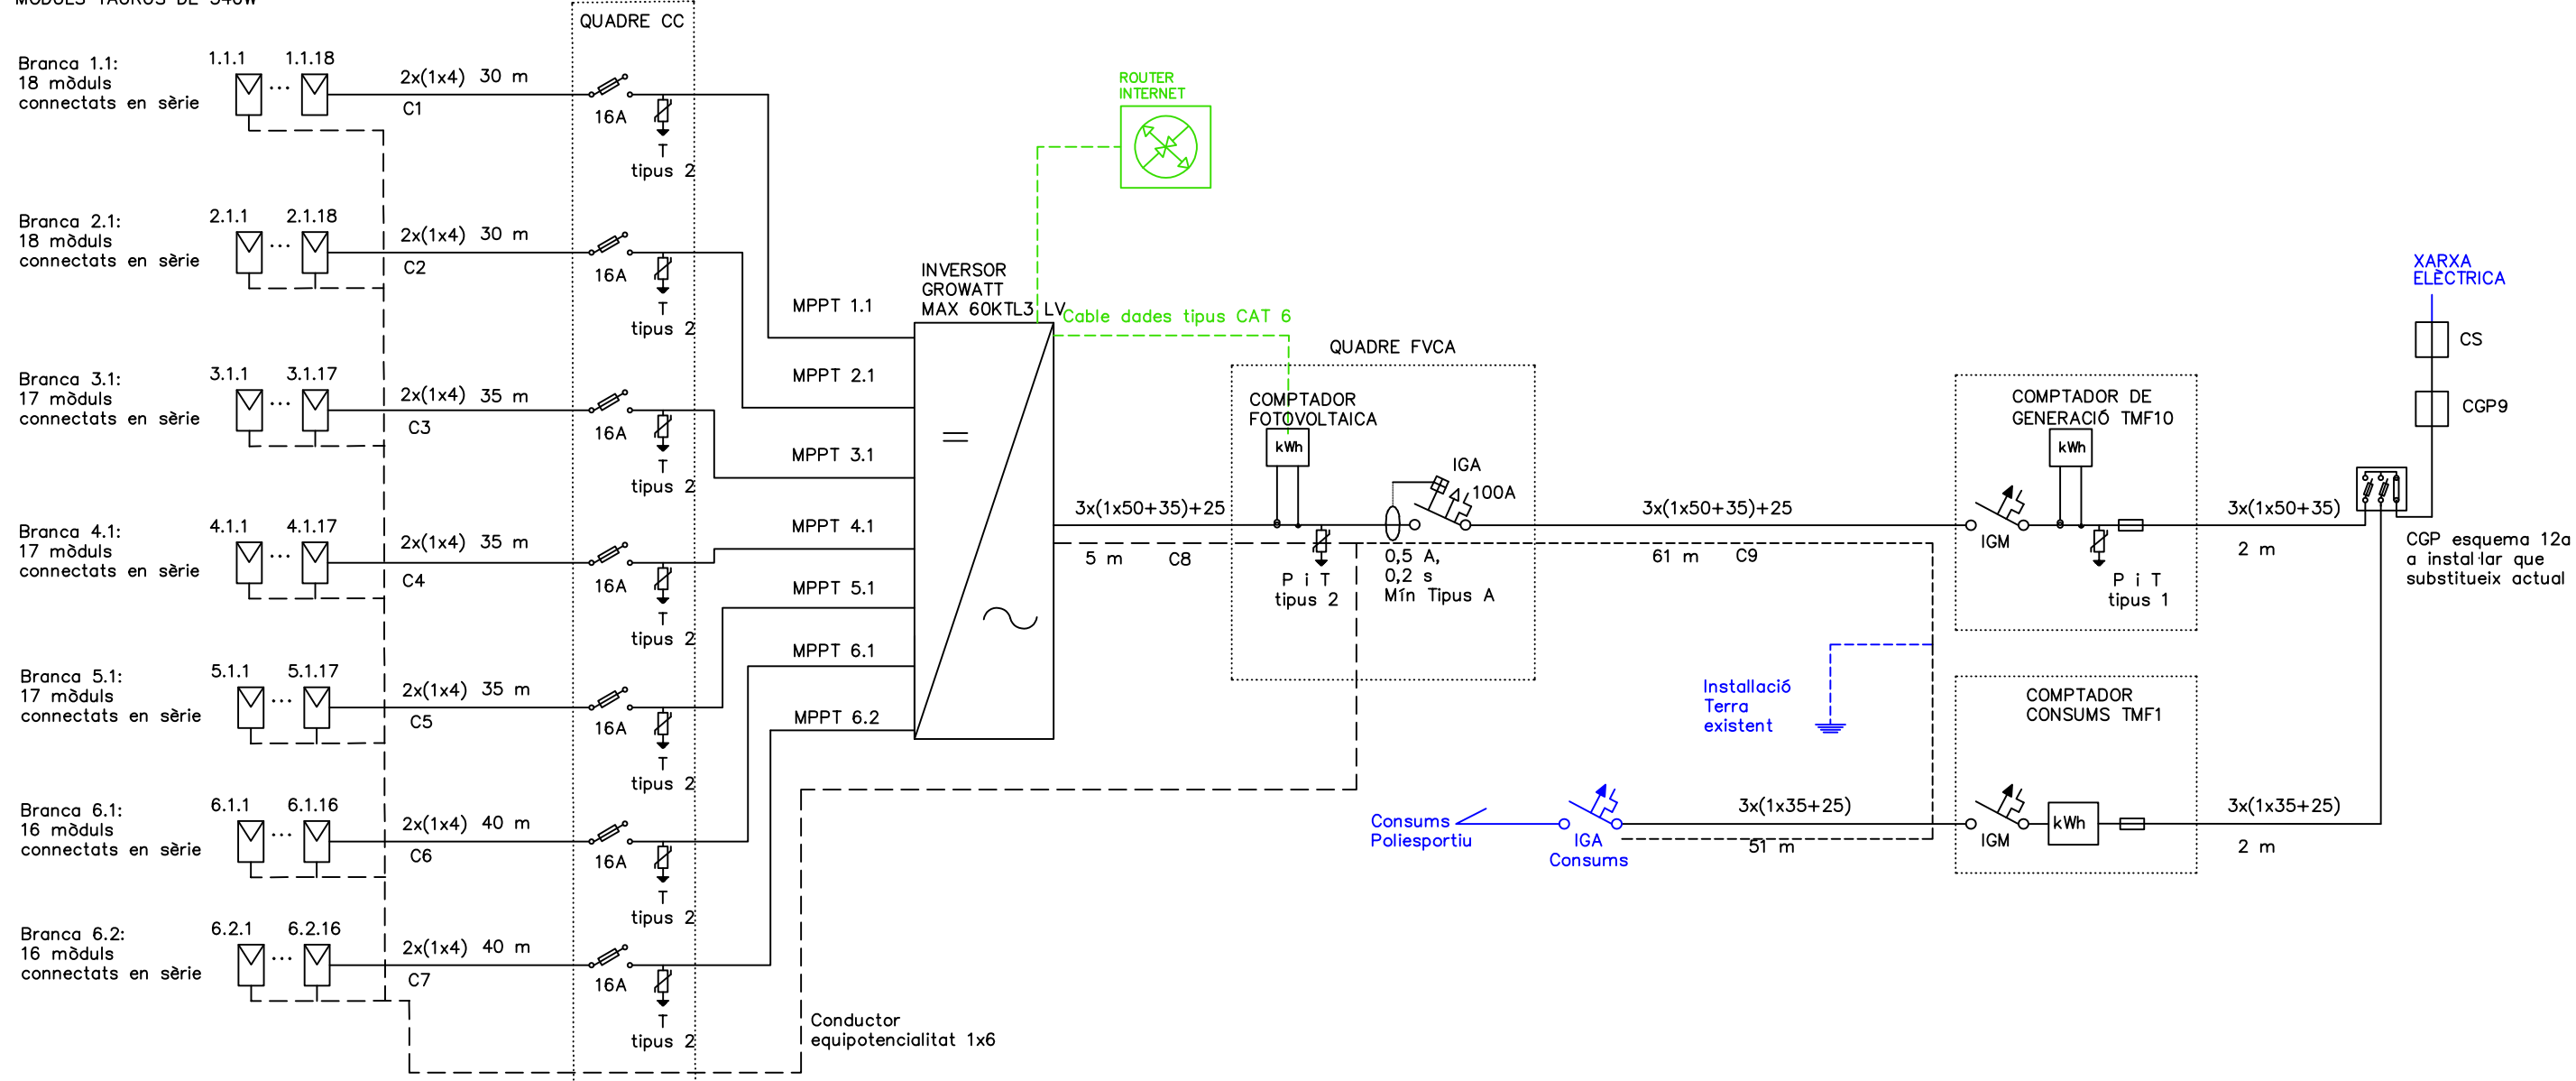 MÒDULS TAURUS DE 540W
QUADRE CC
Branca 1.1:
18 mòduls
connectats en sèrie
1.1.1
1.1.18
2x(1x4) 30 m
C1
16A
T
tipus 2
Branca 2.1:
18 mòduls
connectats en sèrie
2.1.1
2.1.18
2x(1x4) 30 m
C2
16A
T
tipus 2
Branca 3.1:
17 mòduls
connectats en sèrie
3.1.1
3.1.17
2x(1x4) 35 m
C3
16A
T
tipus 2
Branca 4.1:
17 mòduls
connectats en sèrie
4.1.1
4.1.17
2x(1x4) 35 m
C4
16A
T
tipus 2
Branca 5.1:
17 mòduls
connectats en sèrie
5.1.1
5.1.17
2x(1x4) 35 m
C5
16A
T
tipus 2
Branca 6.1:
16 mòduls
connectats en sèrie
6.1.1
6.1.16
2x(1x4) 40 m
C6
16A
T
tipus 2
Branca 6.2:
16 mòduls
connectats en sèrie
6.2.1
6.2.16
2x(1x4) 40 m
C7
16A
T
tipus 2
MPPT 1.1
MPPT 2.1
MPPT 3.1
MPPT 4.1
MPPT 5.1
MPPT 6.1
MPPT 6.2
Conductor
equipotencialitat 1x6
INVERSOR
GROWATT
MAX 60KTL3 LV
ROUTER
INTERNET
Cable dades tipus CAT 6
3x(1x50+35)+25
5 m
C8
QUADRE FVCA
COMPTADOR
FOTOVOLTAICA
kWh
P i T
tipus 2
IGA
100A
0,5 A,
0,2 s
Mín Tipus A
3x(1x50+35)+25
61 m
C9
Installació
Terra
existent
Consums
Poliesportiu
IGA
Consums
3x(1x35+25)
51 m
COMPTADOR DE
GENERACIÓ TMF10
kWh
IGM
P i T
tipus 1
3x(1x50+35)
2 m
COMPTADOR
CONSUMS TMF1
IGM
kWh
3x(1x35+25)
2 m
XARXA
ELÈCTRICA
CS
CGP9
CGP esquema 12a
a instal·lar que
substitueix actual